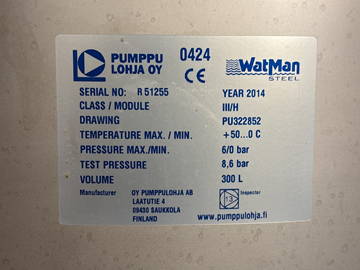 PUMPPU LOHJA OY 0424 CE WatMan STEEL
SERIAL NO: R 51255 YEAR 2014
CLASS / MODULE III/H
DRAWING PU322852
TEMPERATURE MAX. / MIN. +50...0 C
PRESSURE MAX./MIN. 6/0 bar
TEST PRESSURE 8,6 bar
VOLUME 300 L
Manufacturer OY PUMPPULOHJA AB Inspector
LAATUTIE 4 13
09430 SAUKKOLA
FINLAND www.pumppulohja.fi